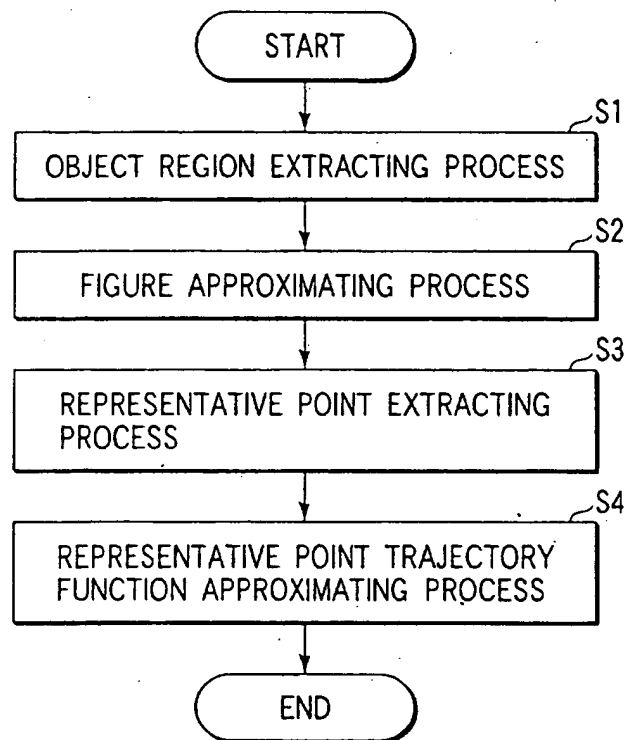 START
S1
OBJECT REGION EXTRACTING PROCESS
S2
FIGURE APPROXIMATING PROCESS
S3
REPRESENTATIVE POINT EXTRACTING
PROCESS
S4
REPRESENTATIVE POINT TRAJECTORY
FUNCTION APPROXIMATING PROCESS
END